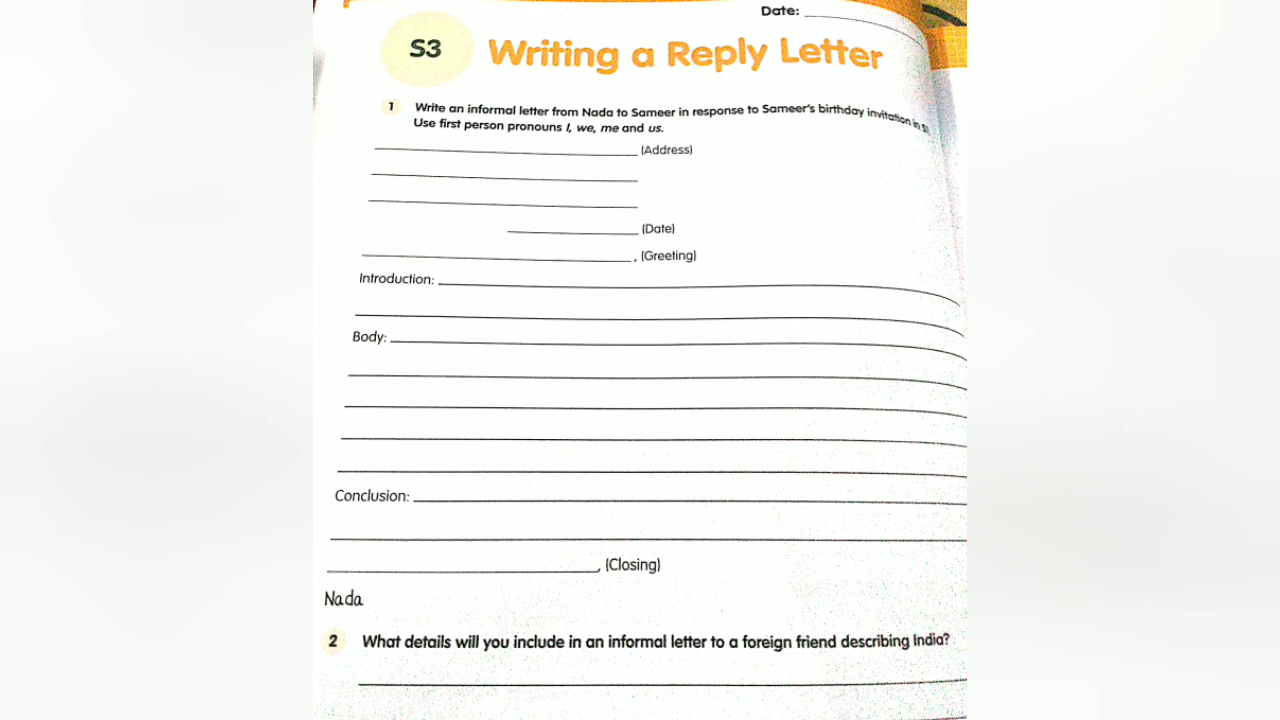 Date:
S3
Writing a Reply Letter
1 Write an informal letter from Nada to Sameer in response to Sameer's birthday invitation in
Use first person pronouns I, we, me and us.
(Address)
(Date)
, (Greeting)
Introduction:
Body:
Conclusion:
, (Closing)
Nada
2 What details will you include in an informal letter to a foreign friend describing India?